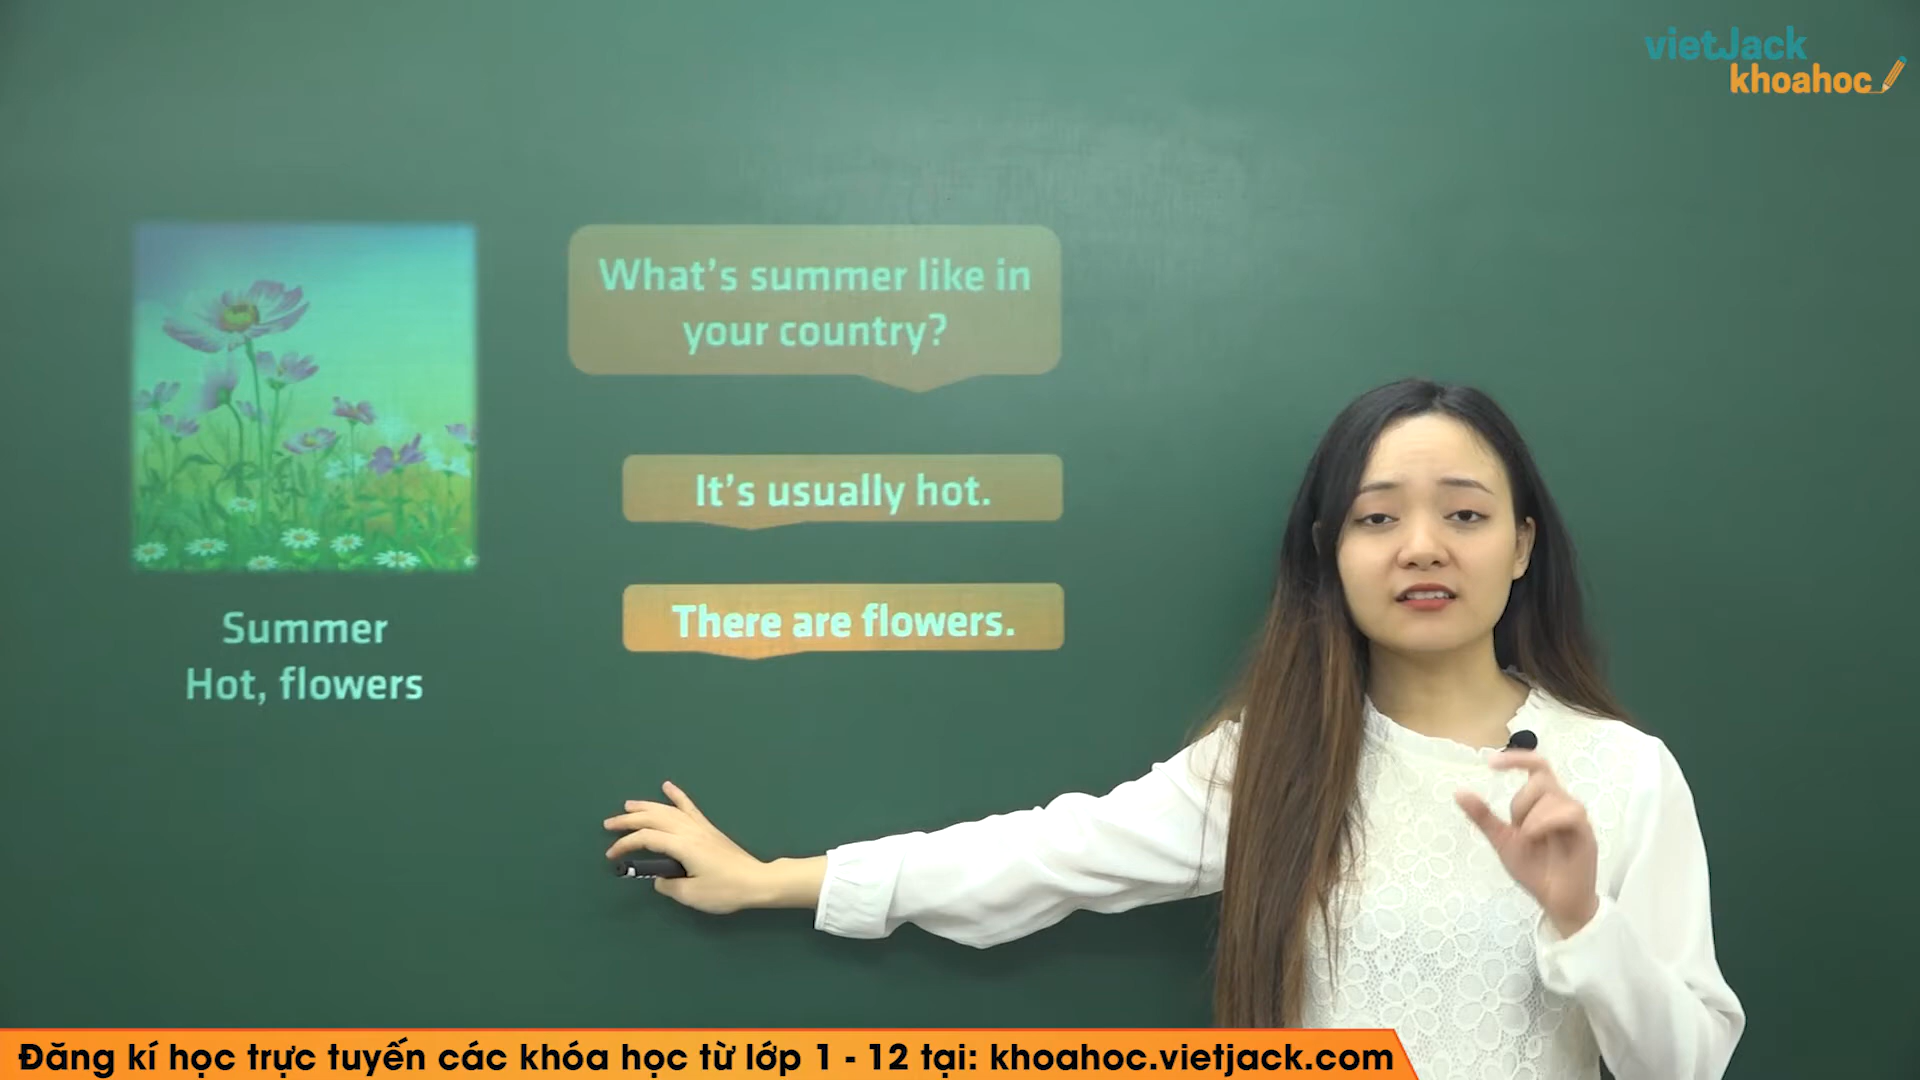 vietJack
khoahoc
What's summer like in
your country?
It's usually hot.
There are flowers.
Summer
Hot, flowers
Đăng kí học trực tuyến các khóa học từ lớp 1 - 12 tại: khoahoc.vietjack.com